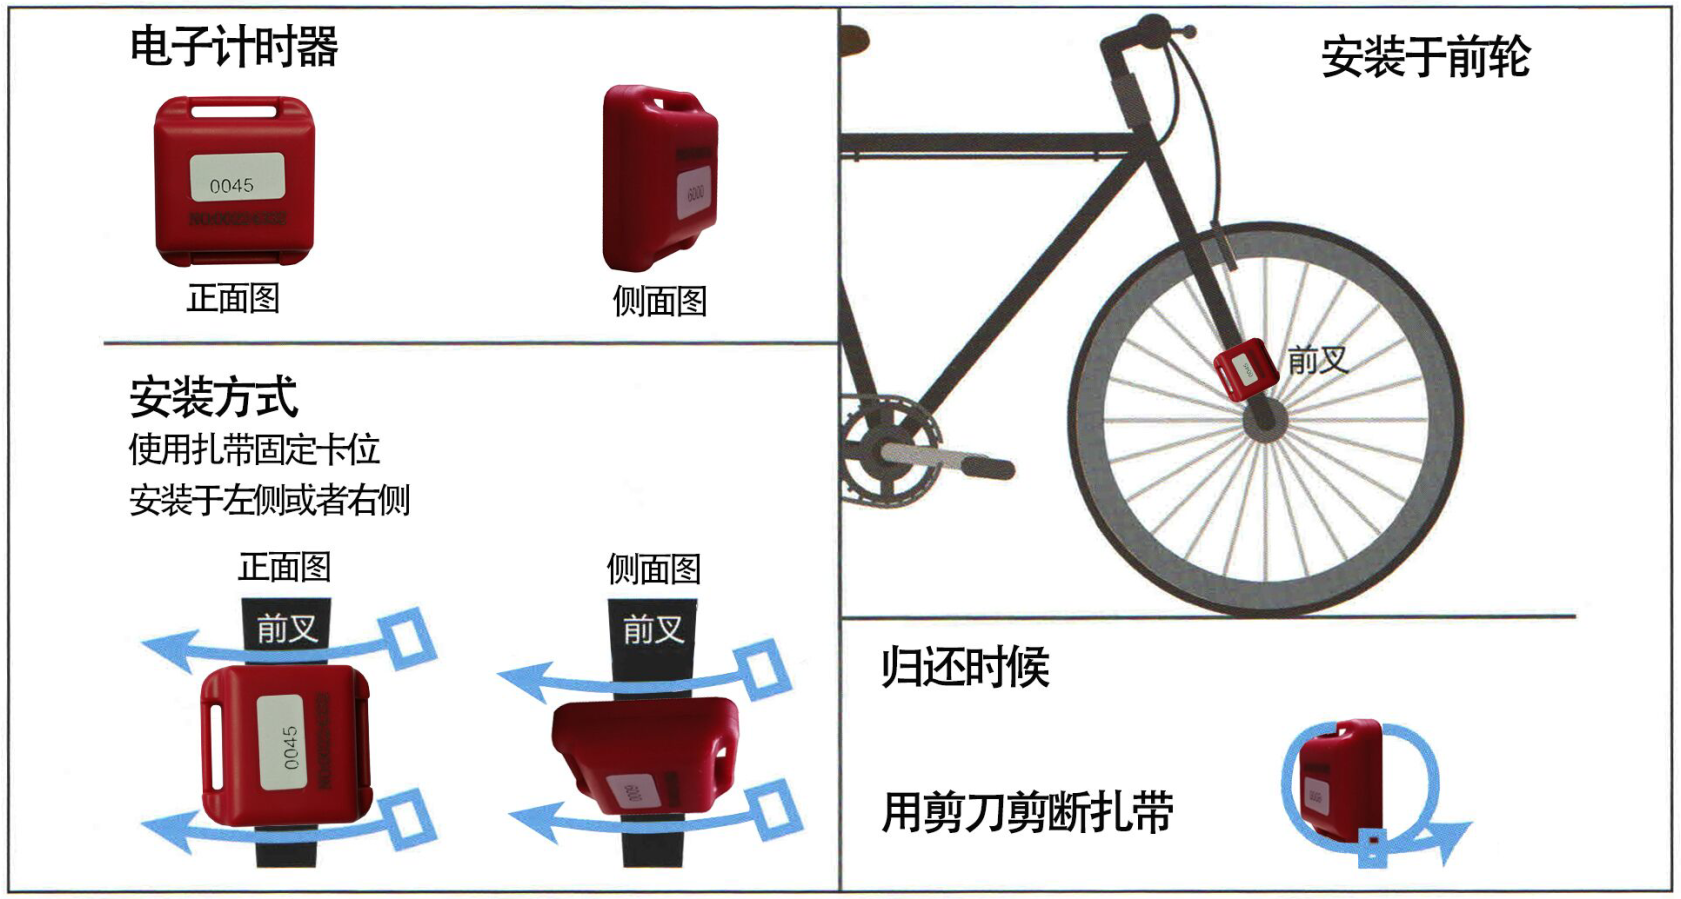 电子计时器
0045
正面图
侧面图
安装方式
使用扎带固定卡位
安装于左侧或者右侧
正面图
侧面图
前叉
前叉
0045
安装于前轮
前叉
归还时候
用剪刀剪断扎带